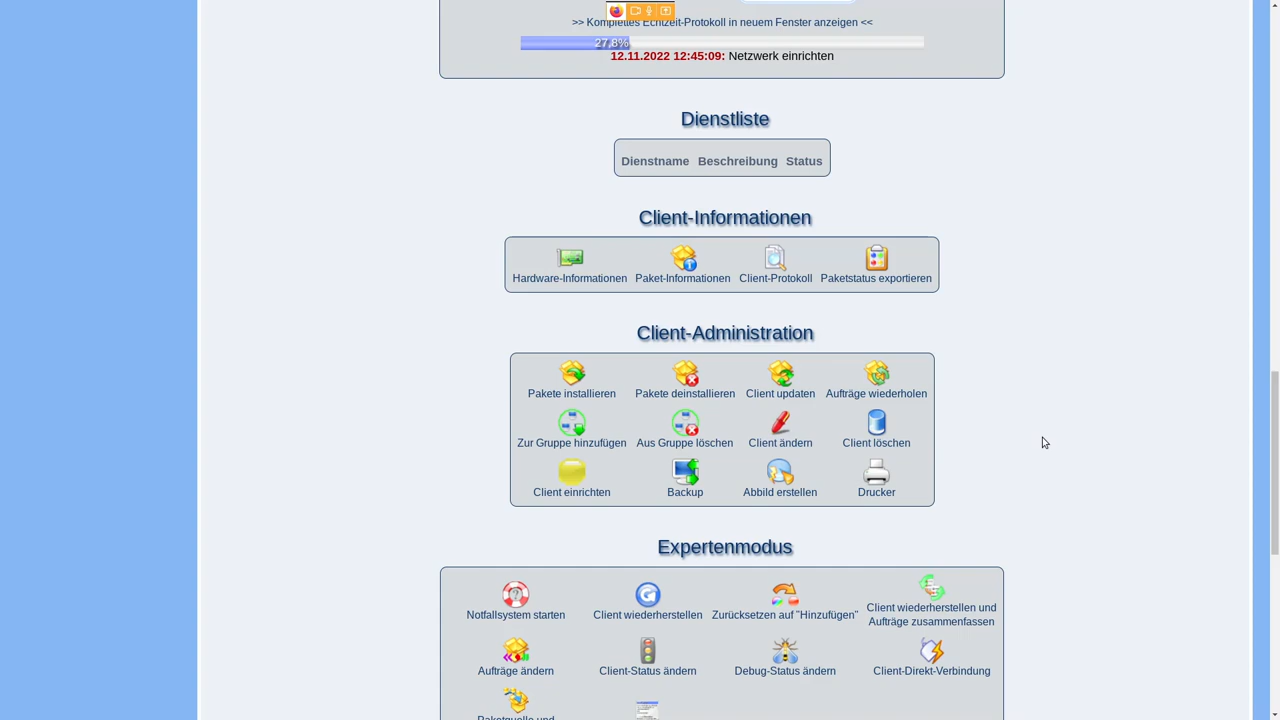 >> Komplettes Echtzeit-Protokoll in neuem Fenster anzeigen <<
27,8%
12.11.2022 12:45:09: Netzwerk einrichten
Dienstliste
Dienstname Beschreibung Status
Client-Informationen
Hardware-Informationen Paket-Informationen Client-Protokoll Paketstatus exportieren
Client-Administration
Pakete installieren Pakete deinstallieren Client updaten Aufträge wiederholen
Zur Gruppe hinzufügen Aus Gruppe löschen Client ändern Client löschen
Client einrichten Backup Abbild erstellen Drucker
Expertenmodus
Notfallsystem starten Client wiederherstellen Zurücksetzen auf "Hinzufügen" Client wiederherstellen und
Aufträge zusammenfassen
Aufträge ändern Client-Status ändern Debug-Status ändern Client-Direkt-Verbindung
Paketquelle und